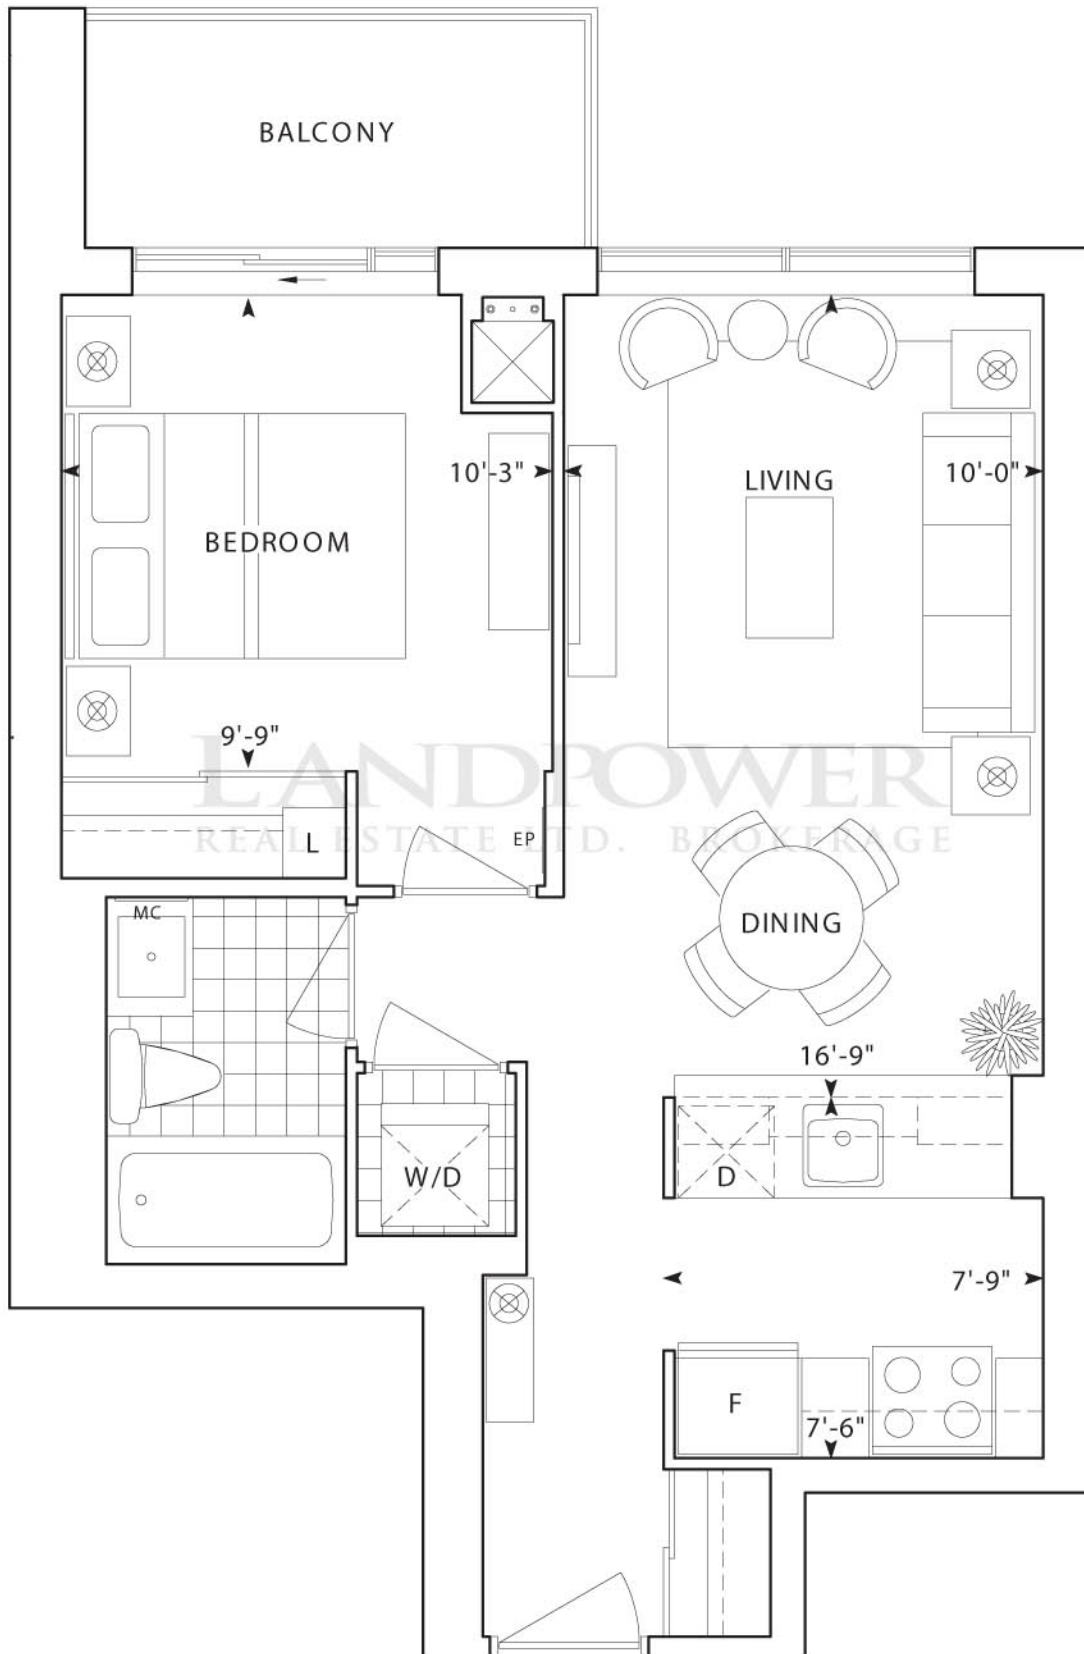 BALCONY
10'-3"
LIVING
10'-0"
BEDROOM
9'-9"
LANDPOWER
REAL ESTATE LTD. BROKERAGE
L
EP
MC
DINING
16'-9"
W/D
D
7'-9"
F
7'-6"